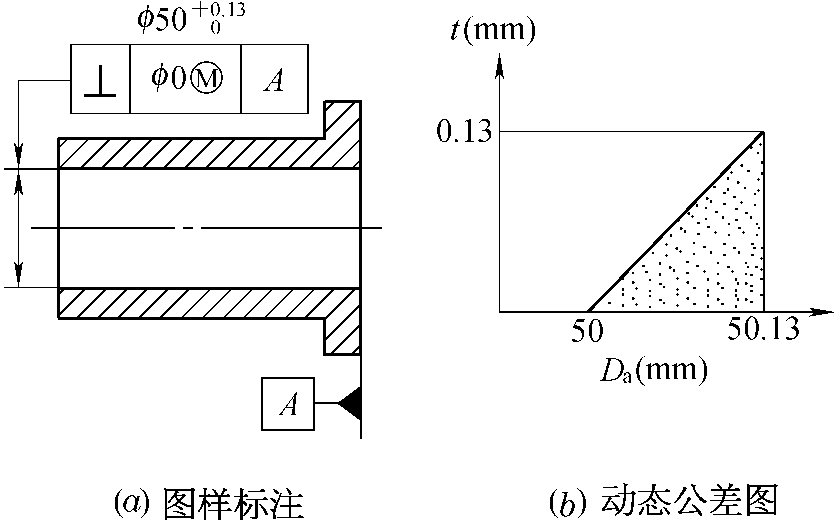 φ50 +0.13 0
⊥ φ0Ⓜ A
A
(a) 图样标注
t(mm)
0.13
50 50.13
Da(mm)
(b) 动态公差图